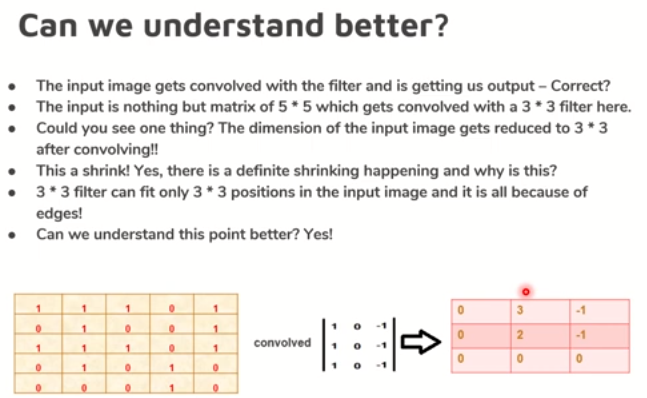 Can we understand better?
• The input image gets convolved with the filter and is getting us output – Correct?
• The input is nothing but matrix of 5 * 5 which gets convolved with a 3 * 3 filter here.
• Could you see one thing? The dimension of the input image gets reduced to 3 * 3
after convolving!!
• This a shrink! Yes, there is a definite shrinking happening and why is this?
• 3 * 3 filter can fit only 3 * 3 positions in the input image and it is all because of
edges!
• Can we understand this point better? Yes!
1 1 1 0 1
0 1 0 0 1
1 1 1 0 1
0 1 0 1 0
0 0 0 1 0
convolved
1 0 -1
1 0 -1
1 0 -1
0 3 -1
0 2 -1
0 0 0